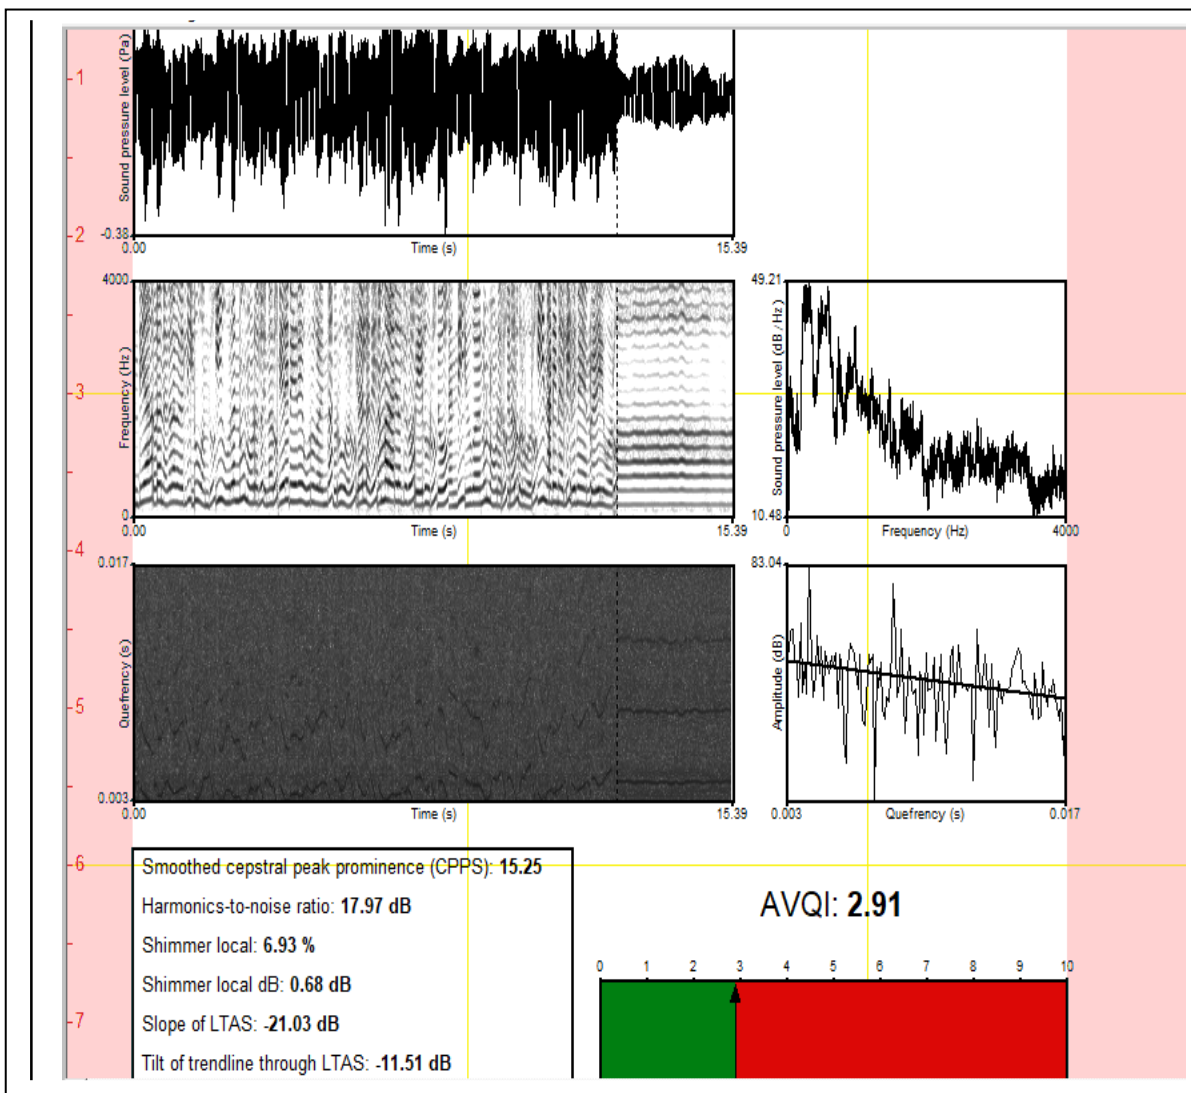 1
Sound pressure level (Pa)
2
-0.38
0.00
Time (s)
15.39
4000
Frequency (Hz)
3
0
0.00
Time (s)
15.39
49.21
Sound pressure level (dB / Hz)
10.48
0
Frequency (Hz)
4000
4
0.017
Quefrency (s)
5
0.003
0.00
Time (s)
15.39
83.04
Amplitude (dB)
0.003
Quefrency (s)
0.017
6
Smoothed cepstral peak prominence (CPPS): 15.25
Harmonics-to-noise ratio: 17.97 dB
Shimmer local: 6.93 %
Shimmer local dB: 0.68 dB
Slope of LTAS: -21.03 dB
7
Tilt of trendline through LTAS: -11.51 dB
AVQI: 2.91
0 1 2 3 4 5 6 7 8 9 10